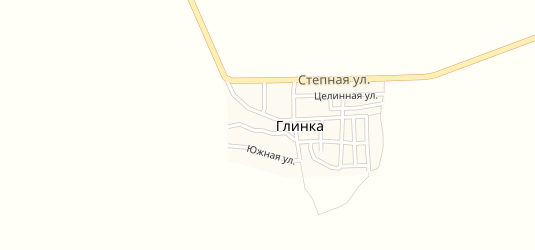 Степная ул.
Целинная ул.
Глинка
Южная ул.